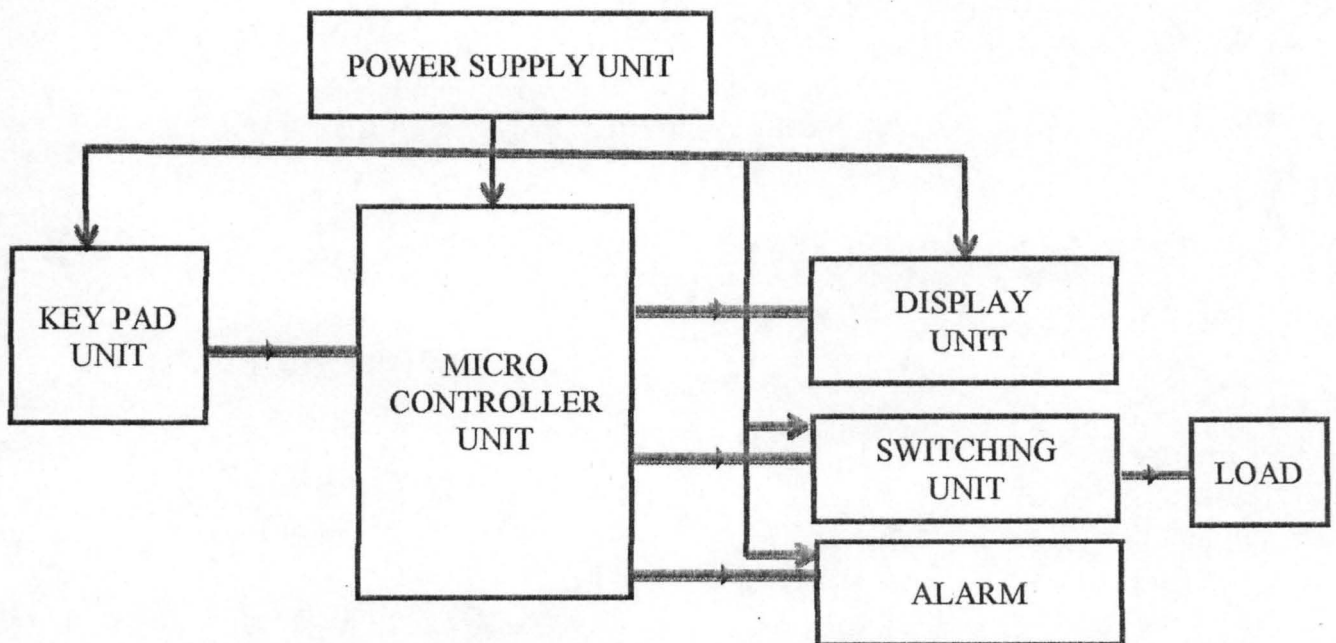 POWER SUPPLY UNIT
KEY PAD
UNIT
MICRO
CONTROLLER
UNIT
DISPLAY
UNIT
SWITCHING
UNIT
LOAD
ALARM